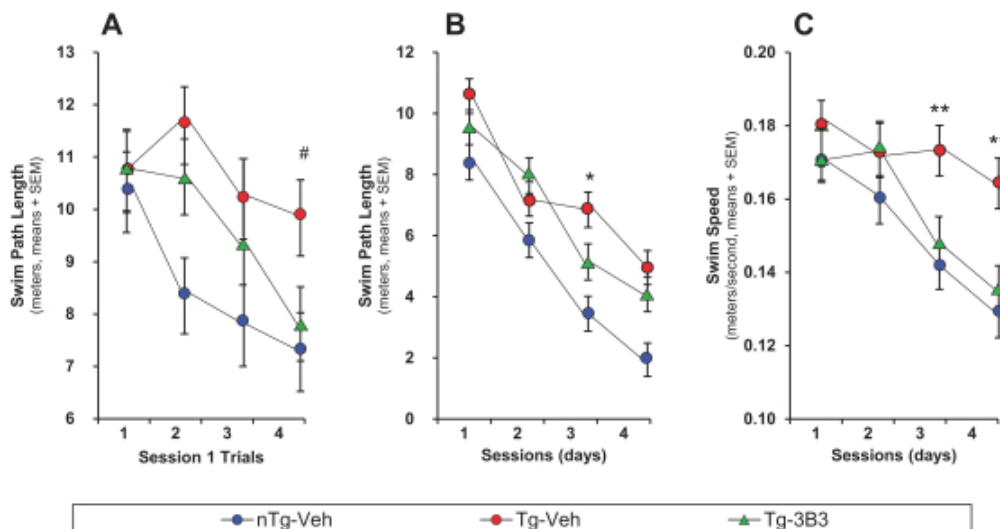 A
B
C
Swim Path Length
(meters, means + SEM)
13
12
11
10
9
8
7
6
1 2 3 4
Session 1 Trials
#
Swim Path Length
(meters, means + SEM)
12
10
8
6
4
2
0
1 2 3 4
Sessions (days)
*
Swim Speed
(meters/second, means + SEM)
0.20
0.18
0.16
0.14
0.12
0.10
1 2 3 4
Sessions (days)
**
nTg-Veh Tg-Veh Tg-3B3